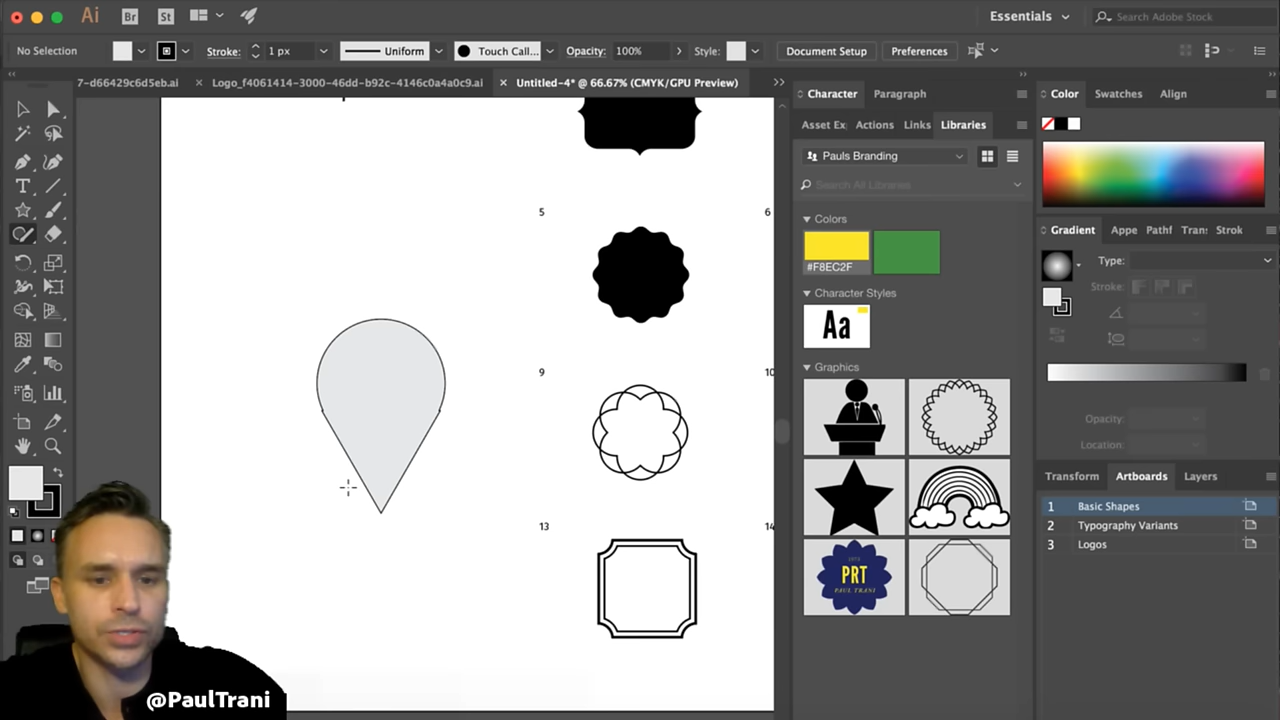 Ai Br St Essentials Search Adobe Stock
No Selection Stroke: 1 px Uniform Touch Call... Opacity: 100% Style: Document Setup Preferences
7-d66429c6d5eb.ai × Logo_f4061414-3000-46dd-b92c-4146c0a4a0c9.ai × Untitled-4* @ 66.67% (CMYK/GPU Preview)
5 6
9 10
13 14
Character Paragraph
Asset Ex Actions Links Libraries
Pauls Branding
Search All Libraries
Colors
#F8EC2F
Character Styles
Aa
Graphics
PRT
PAUL TRANI
Color Swatches Align
Gradient Appe Pathf Tran: Strok
Type:
Stroke:
Opacity:
Location:
Transform Artboards Layers
1 Basic Shapes
2 Typography Variants
3 Logos
@PaulTrani